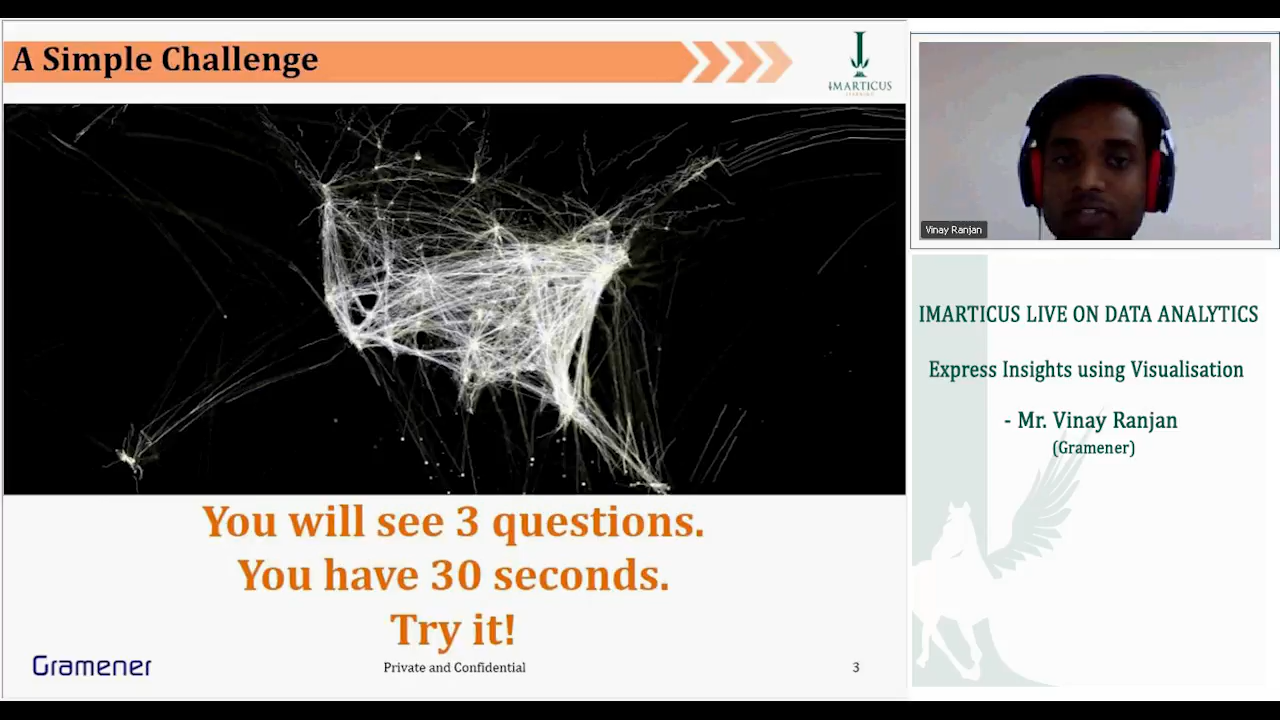 A Simple Challenge
IMARTICUS
LEARNING
You will see 3 questions.
You have 30 seconds.
Try it!
Gramener
Private and Confidential
3
Vinay Ranjan
IMARTICUS LIVE ON DATA ANALYTICS
Express Insights using Visualisation
- Mr. Vinay Ranjan
(Gramener)